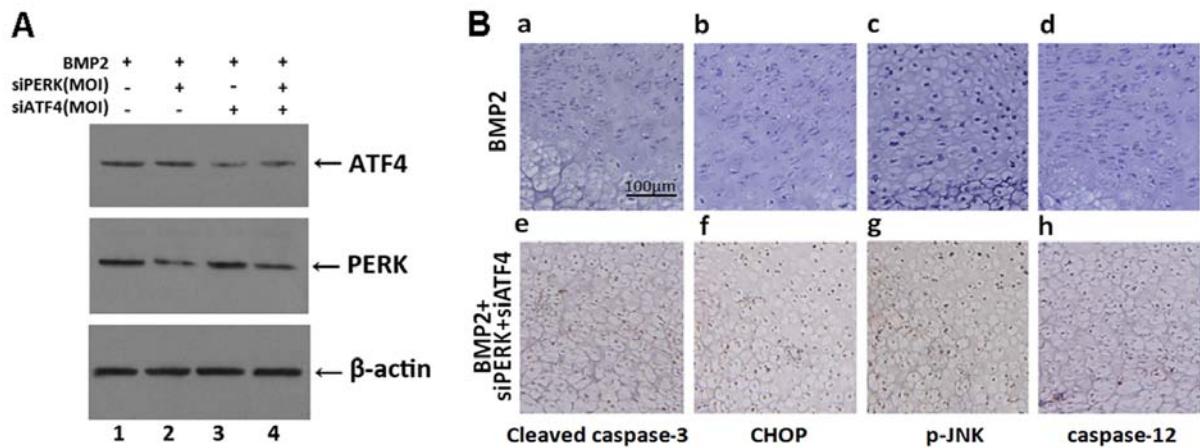 A
BMP2 + + + +
siPERK(MOI) - + - +
siATF4(MOI) - - + +
← ATF4
← PERK
← β-actin
1 2 3 4
B
a b c d
BMP2
100μm
e f g h
BMP2+
siPERK+siATF4
Cleaved caspase-3 CHOP p-JNK caspase-12